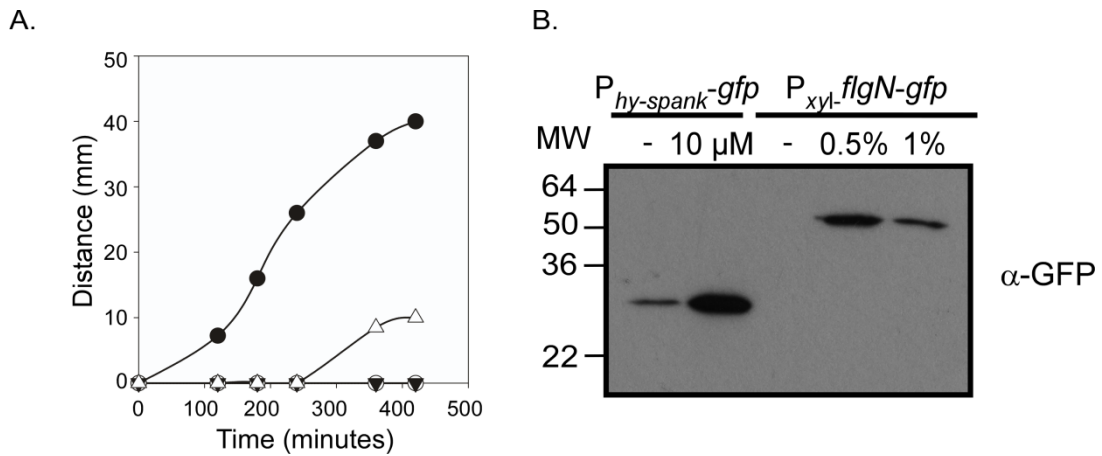 A.
50
40
30
20
10
0
Distance (mm)
0 100 200 300 400 500
Time (minutes)
B.
Phy-spank-gfp Pxyl-flgN-gfp
MW - 10 µM - 0.5% 1%
64
50
36
22
α-GFP